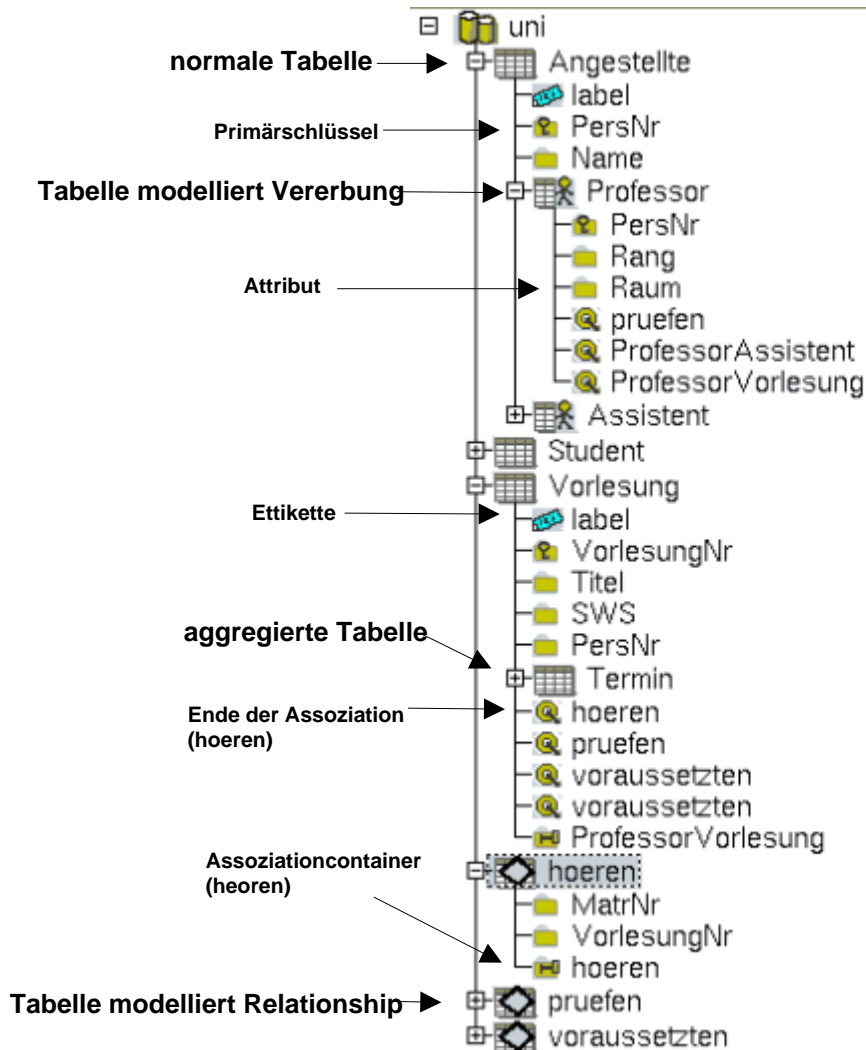 uni
normale Tabelle Angestellte
label
Primärschlüssel PersNr
Name
Tabelle modelliert Vererbung Professor
PersNr
Rang
Attribut Raum
pruefen
ProfessorAssistent
ProfessorVorlesung
Assistent
Student
Vorlesung
Ettikette label
VorlesungNr
Titel
SWS
aggregierte Tabelle PersNr
Termin
Ende der Assoziation hoeren
(hoeren) pruefen
voraussetzten
voraussetzten
ProfessorVorlesung
Assoziationcontainer hoeren
(heoren) MatrNr
VorlesungNr
hoeren
Tabelle modelliert Relationship pruefen
voraussetzten